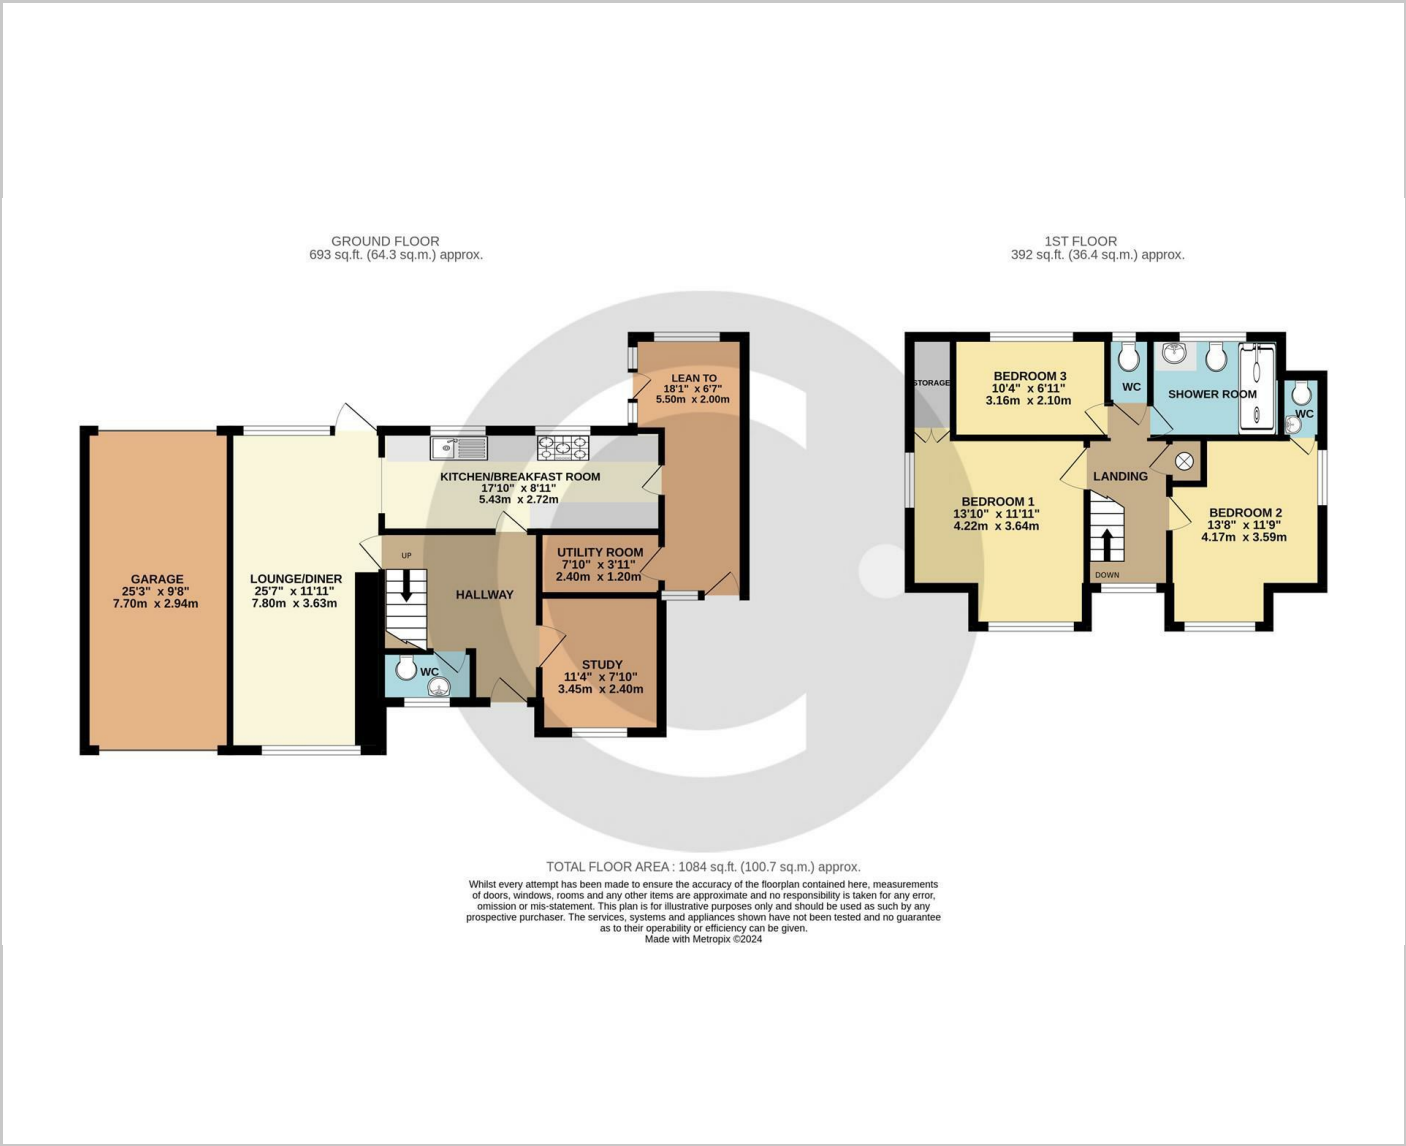 GROUND FLOOR
693 sq.ft. (64.3 sq.m.) approx.
1ST FLOOR
392 sq.ft. (36.4 sq.m.) approx.
LEAN TO
18'1" x 6'7"
5.50m x 2.00m
KITCHEN/BREAKFAST ROOM
17'10" x 8'11"
5.43m x 2.72m
UP
UTILITY ROOM
7'10" x 3'11"
2.40m x 1.20m
GARAGE
25'3" x 9'8"
7.70m x 2.94m
LOUNGE/DINER
25'7" x 11'11"
7.80m x 3.63m
HALLWAY
WC
STUDY
11'4" x 7'10"
3.45m x 2.40m
STORAGE
BEDROOM 3
10'4" x 6'11"
3.16m x 2.10m
WC
SHOWER ROOM
WC
LANDING
BEDROOM 1
13'10" x 11'11"
4.22m x 3.64m
BEDROOM 2
13'8" x 11'9"
4.17m x 3.59m
DOWN
TOTAL FLOOR AREA : 1084 sq.ft. (100.7 sq.m.) approx.
Whilst every attempt has been made to ensure the accuracy of the floorplan contained here, measurements
of doors, windows, rooms and any other items are approximate and no responsibility is taken for any error,
omission or mis-statement. This plan is for illustrative purposes only and should be used as such by any
prospective purchaser. The services, systems and appliances shown have not been tested and no guarantee
as to their operability or efficiency can be given.
Made with Metropix ©2024